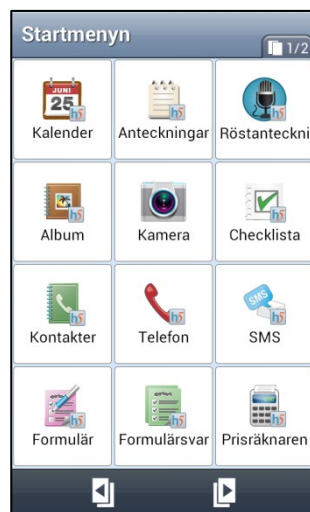 Startmenyn
1/2
JUNI
25
Kalender
Anteckningar
Röstanteckni
Album
Kamera
Checklista
Kontakter
Telefon
SMS
SMS
Formulär
Formulärsvar
Prisräknaren